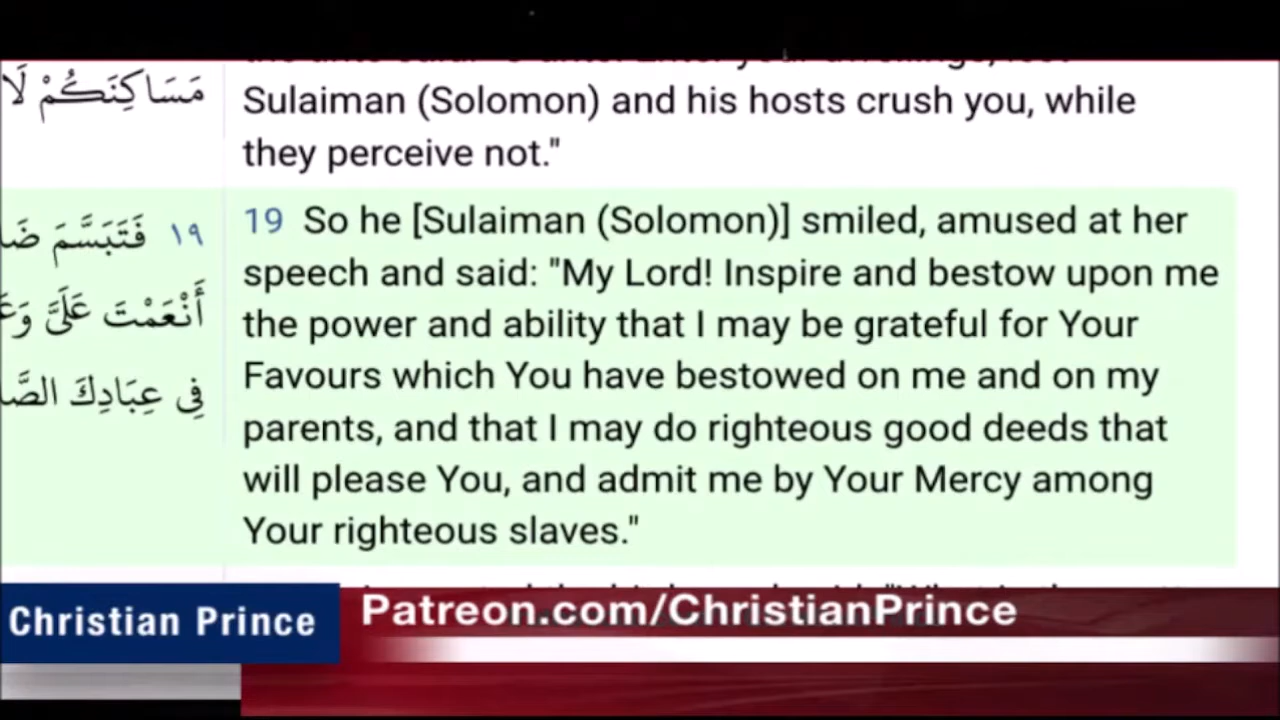 مَسَاكِنَكُمْ لَا
Sulaiman (Solomon) and his hosts crush you, while
they perceive not."
١٩ فَتَبَسَّمَ
19 So he [Sulaiman (Solomon)] smiled, amused at her
speech and said: "My Lord! Inspire and bestow upon me
أَنْعَمْتَ عَلَيَّ
the power and ability that I may be grateful for Your
Favours which You have bestowed on me and on my
فِي عِبَادِكَ
parents, and that I may do righteous good deeds that
will please You, and admit me by Your Mercy among
Your righteous slaves."
Christian Prince
Patreon.com/ChristianPrince